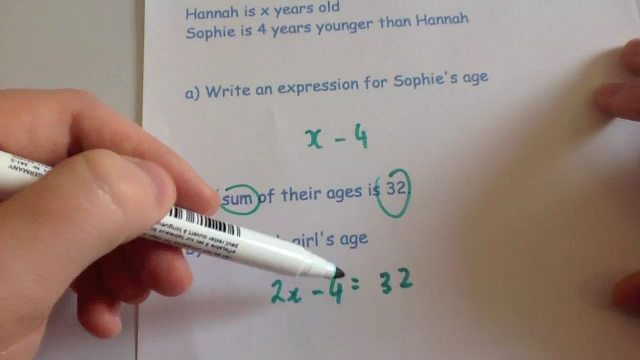 Hannah is x years old
Sophie is 4 years younger than Hannah
a) Write an expression for Sophie's age
x - 4
sum of their ages is 32
girl's age
2x - 4 = 32
GERMANY